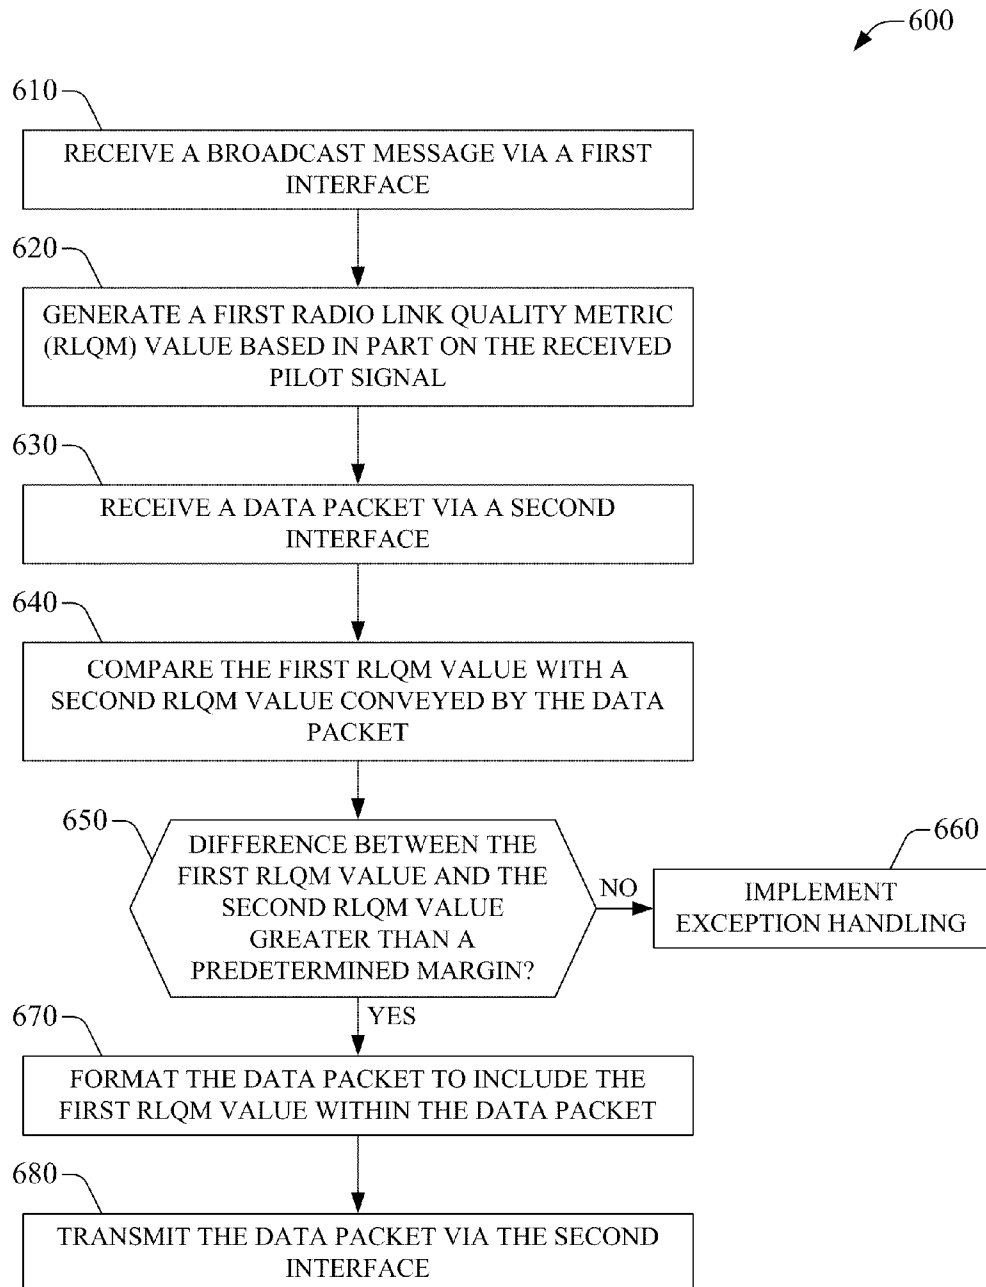 600
610
RECEIVE A BROADCAST MESSAGE VIA A FIRST
INTERFACE
620
GENERATE A FIRST RADIO LINK QUALITY METRIC
(RLQM) VALUE BASED IN PART ON THE RECEIVED
PILOT SIGNAL
630
RECEIVE A DATA PACKET VIA A SECOND
INTERFACE
640
COMPARE THE FIRST RLQM VALUE WITH A
SECOND RLQM VALUE CONVEYED BY THE DATA
PACKET
650
DIFFERENCE BETWEEN THE
FIRST RLQM VALUE AND THE
SECOND RLQM VALUE
GREATER THAN A
PREDETERMINED MARGIN?
NO
660
IMPLEMENT
EXCEPTION HANDLING
YES
670
FORMAT THE DATA PACKET TO INCLUDE THE
FIRST RLQM VALUE WITHIN THE DATA PACKET
680
TRANSMIT THE DATA PACKET VIA THE SECOND
INTERFACE